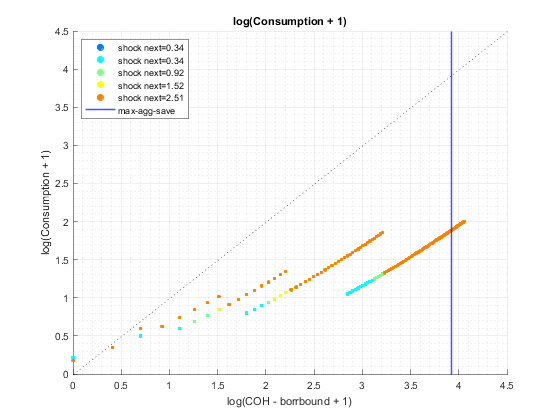 log(Consumption + 1)
4.5
4
3.5
3
2.5
2
1.5
1
0.5
0
log(Consumption + 1)
shock next=0.34
shock next=0.34
shock next=0.92
shock next=1.52
shock next=2.51
max-agg-save
0 0.5 1 1.5 2 2.5 3 3.5 4 4.5
log(COH - borrbound + 1)